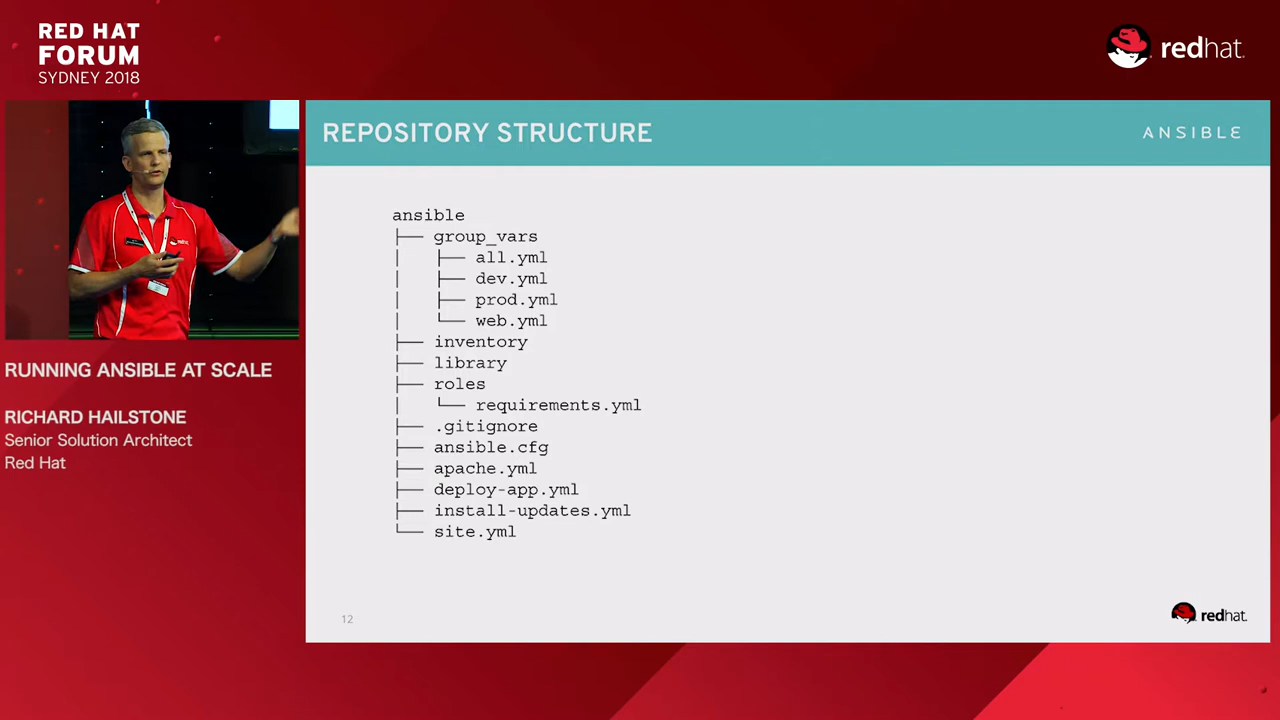 RED HAT
FORUM
SYDNEY 2018
redhat.
REPOSITORY STRUCTURE
ANSIBLE
ansible
├── group_vars
│   ├── all.yml
│   ├── dev.yml
│   ├── prod.yml
│   └── web.yml
├── inventory
├── library
├── roles
│   └── requirements.yml
├── .gitignore
├── ansible.cfg
├── apache.yml
├── deploy-app.yml
├── install-updates.yml
└── site.yml
RUNNING ANSIBLE AT SCALE
RICHARD HAILSTONE
Senior Solution Architect
Red Hat
12
redhat.